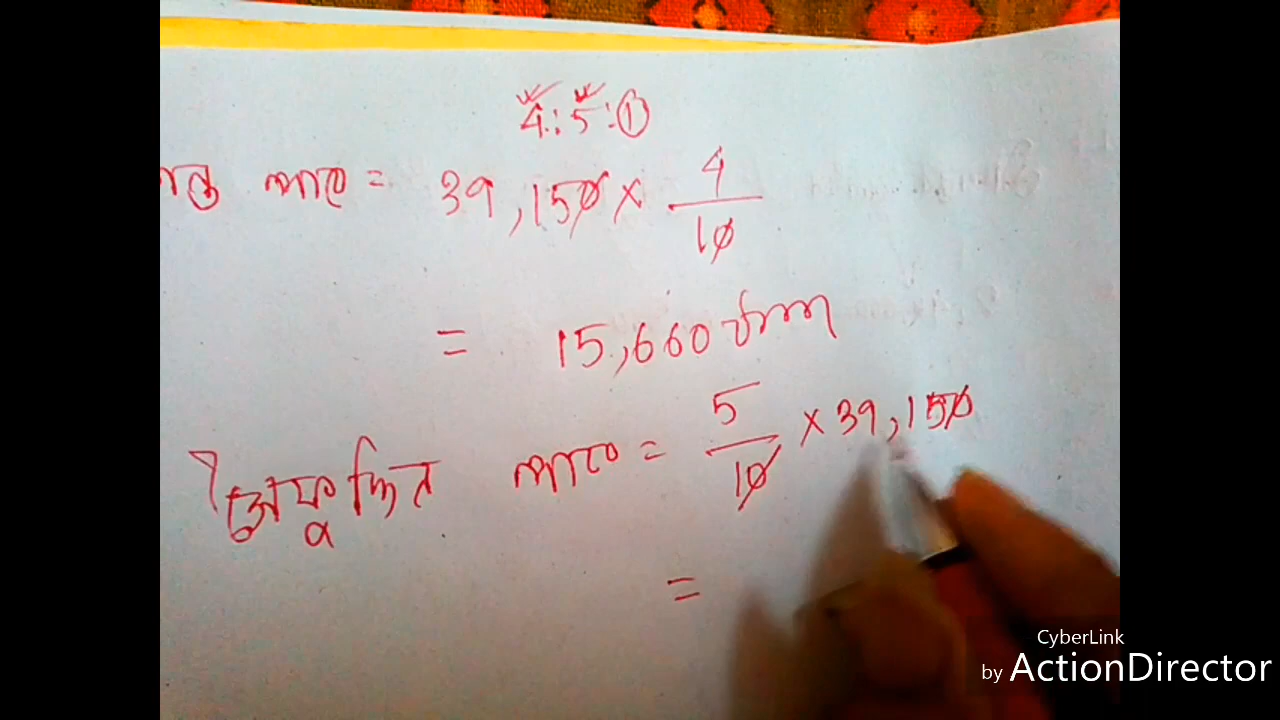 4:5:1
পাবে = 39,150 × 4/10
= 15,660 টাকা
পাবে = 5/10 × 39,150
=
CyberLink
by ActionDirector